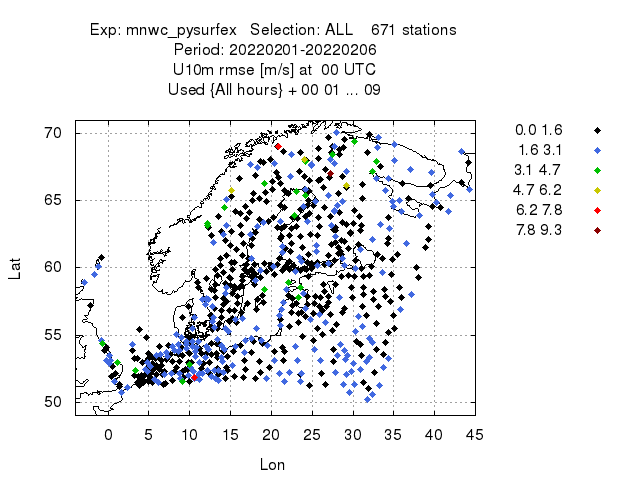 Exp: mnwc_pysurfex   Selection: ALL    671 stations
Period: 20220201-20220206
U10m rmse [m/s] at  00 UTC
Used {All hours} + 00 01 ... 09
70
65
60
55
50
Lat
0 5 10 15 20 25 30 35 40 45
Lon
0.0 1.6
1.6 3.1
3.1 4.7
4.7 6.2
6.2 7.8
7.8 9.3